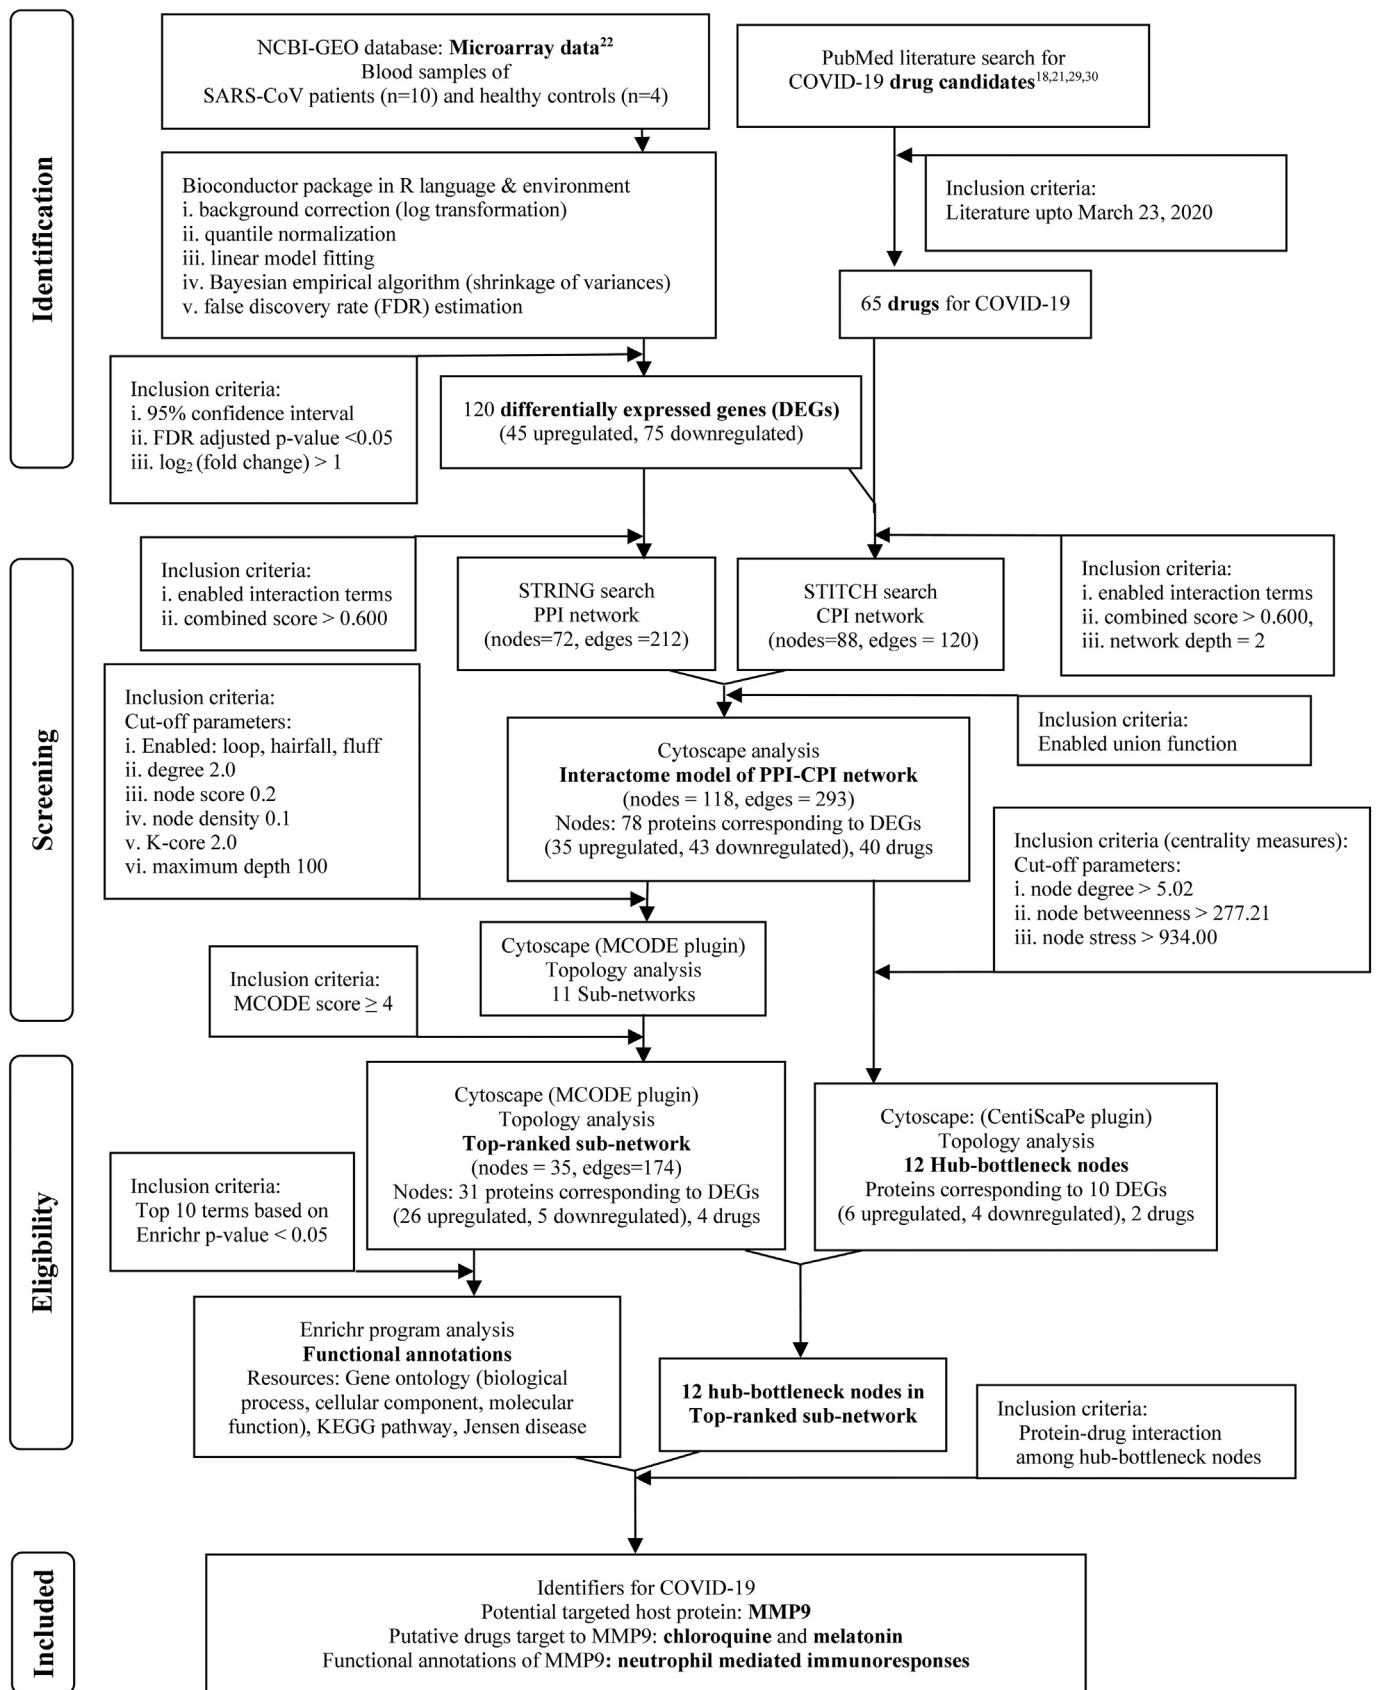 Identification
NCBI-GEO database: Microarray data22
Blood samples of
SARS-CoV patients (n=10) and healthy controls (n=4)
PubMed literature search for
COVID-19 drug candidates18,21,29,30
Bioconductor package in R language & environment
i. background correction (log transformation)
ii. quantile normalization
iii. linear model fitting
iv. Bayesian empirical algorithm (shrinkage of variances)
v. false discovery rate (FDR) estimation
Inclusion criteria:
Literature upto March 23, 2020
65 drugs for COVID-19
Inclusion criteria:
i. 95% confidence interval
ii. FDR adjusted p-value <0.05
iii. log2 (fold change) > 1
120 differentially expressed genes (DEGs)
(45 upregulated, 75 downregulated)
Screening
Inclusion criteria:
i. enabled interaction terms
ii. combined score > 0.600
STRING search
PPI network
(nodes=72, edges =212)
STITCH search
CPI network
(nodes=88, edges = 120)
Inclusion criteria:
i. enabled interaction terms
ii. combined score > 0.600,
iii. network depth = 2
Inclusion criteria:
Cut-off parameters:
i. Enabled: loop, hairfall, fluff
ii. degree 2.0
iii. node score 0.2
iv. node density 0.1
v. K-core 2.0
vi. maximum depth 100
Inclusion criteria:
Enabled union function
Cytoscape analysis
Interactome model of PPI-CPI network
(nodes = 118, edges = 293)
Nodes: 78 proteins corresponding to DEGs
(35 upregulated, 43 downregulated), 40 drugs
Inclusion criteria (centrality measures):
Cut-off parameters:
i. node degree > 5.02
ii. node betweenness > 277.21
iii. node stress > 934.00
Cytoscape (MCODE plugin)
Topology analysis
11 Sub-networks
Inclusion criteria:
MCODE score ≥ 4
Eligibility
Cytoscape (MCODE plugin)
Topology analysis
Top-ranked sub-network
(nodes = 35, edges=174)
Nodes: 31 proteins corresponding to DEGs
(26 upregulated, 5 downregulated), 4 drugs
Cytoscape: (CentiScaPe plugin)
Topology analysis
12 Hub-bottleneck nodes
Proteins corresponding to 10 DEGs
(6 upregulated, 4 downregulated), 2 drugs
Inclusion criteria:
Top 10 terms based on
Enrichr p-value < 0.05
Enrichr program analysis
Functional annotations
Resources: Gene ontology (biological
process, cellular component, molecular
function), KEGG pathway, Jensen disease
12 hub-bottleneck nodes in
Top-ranked sub-network
Inclusion criteria:
Protein-drug interaction
among hub-bottleneck nodes
Included
Identifiers for COVID-19
Potential targeted host protein: MMP9
Putative drugs target to MMP9: chloroquine and melatonin
Functional annotations of MMP9: neutrophil mediated immunoresponses